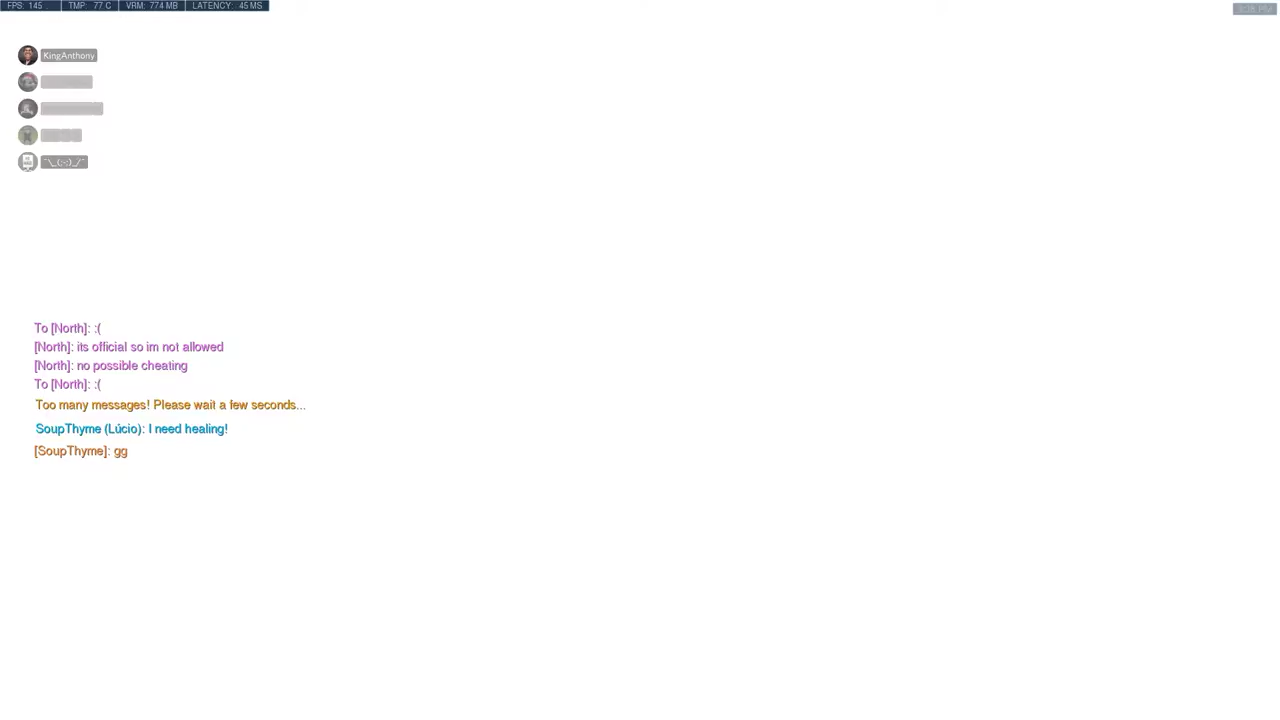 FPS: 145
TMP: 77 C
VRM: 774 MB
LATENCY: 45 MS
KingAnthony
¯\_(ツ)_/¯
To [North]: :(
[North]: its official so im not allowed
[North]: no possible cheating
To [North]: :(
Too many messages! Please wait a few seconds...
SoupThyme (Lúcio): I need healing!
[SoupThyme]: gg